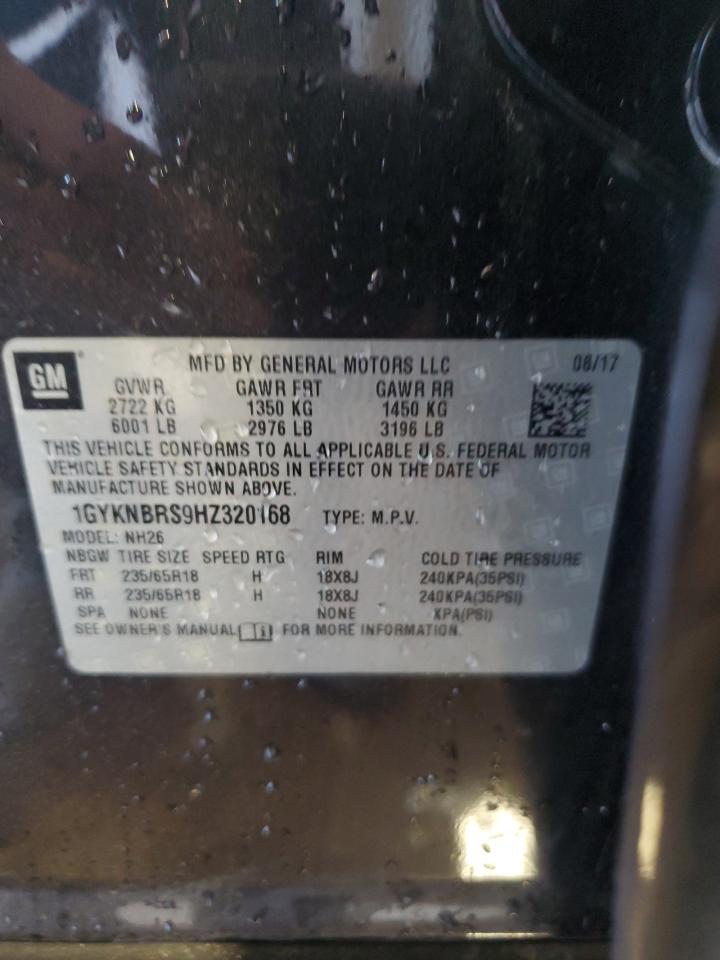 GM
MFD BY GENERAL MOTORS LLC 06/17
GVWR GAWR FRT GAWR RR
2722 KG 1350 KG 1450 KG
6001 LB 2976 LB 3196 LB
THIS VEHICLE CONFORMS TO ALL APPLICABLE U.S. FEDERAL MOTOR
VEHICLE SAFETY STANDARDS IN EFFECT ON THE DATE OF
MANUFACTURE SHOWN ABOVE.
1GYKNBRS9HZ320168 TYPE: M.P.V.
MODEL: NH26
NBGW TIRE SIZE SPEED RTG RIM COLD TIRE PRESSURE
FRT 235/65R18 H 18X8J 240KPA(35PSI)
RR 235/65R18 H 18X8J 240KPA(35PSI)
SPA NONE NONE KPA(PSI)
SEE OWNER'S MANUAL FOR MORE INFORMATION.